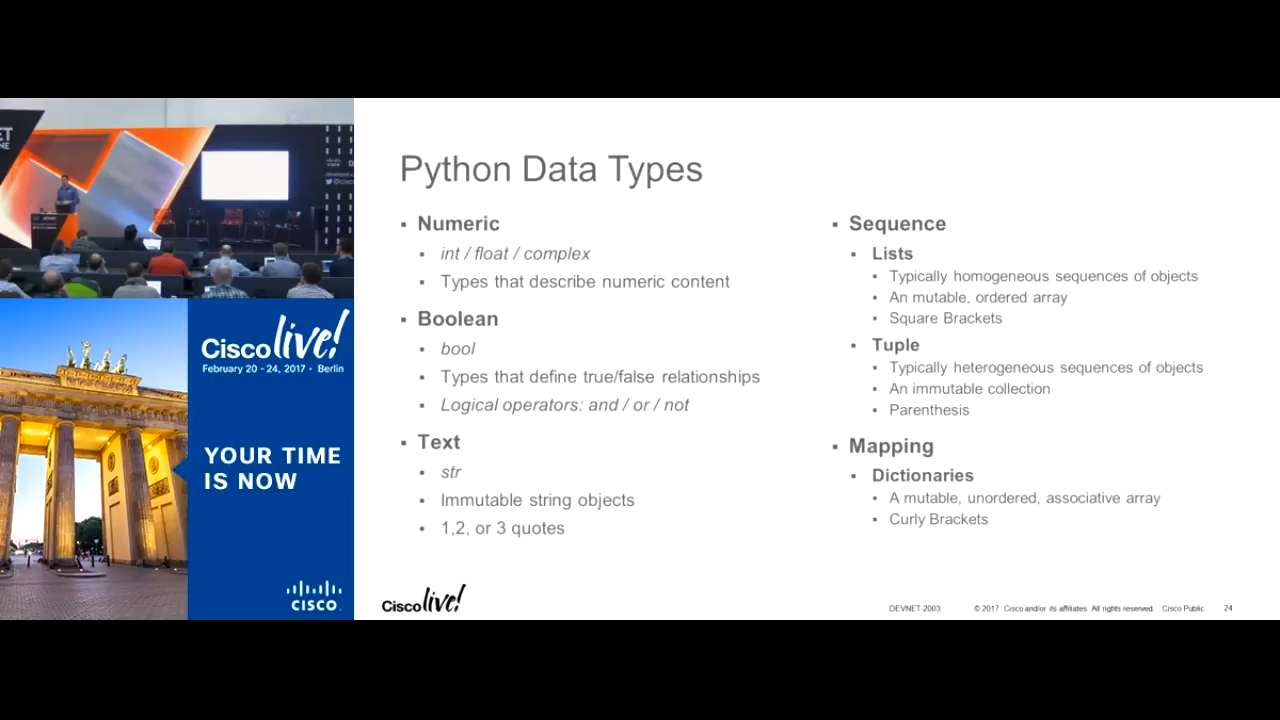 Python Data Types
Numeric
int / float / complex
Types that describe numeric content
Boolean
bool
Types that define true/false relationships
Logical operators: and / or / not
Text
str
Immutable string objects
1,2, or 3 quotes
Sequence
Lists
Typically homogeneous sequences of objects
An mutable, ordered array
Square Brackets
Tuple
Typically heterogeneous sequences of objects
An immutable collection
Parenthesis
Mapping
Dictionaries
A mutable, unordered, associative array
Curly Brackets
Cisco live!
February 20 - 24, 2017 • Berlin
YOUR TIME
IS NOW
CISCO
Cisco live!
DEVNET-2003 © 2017 Cisco and/or its affiliates All rights reserved Cisco Public 24